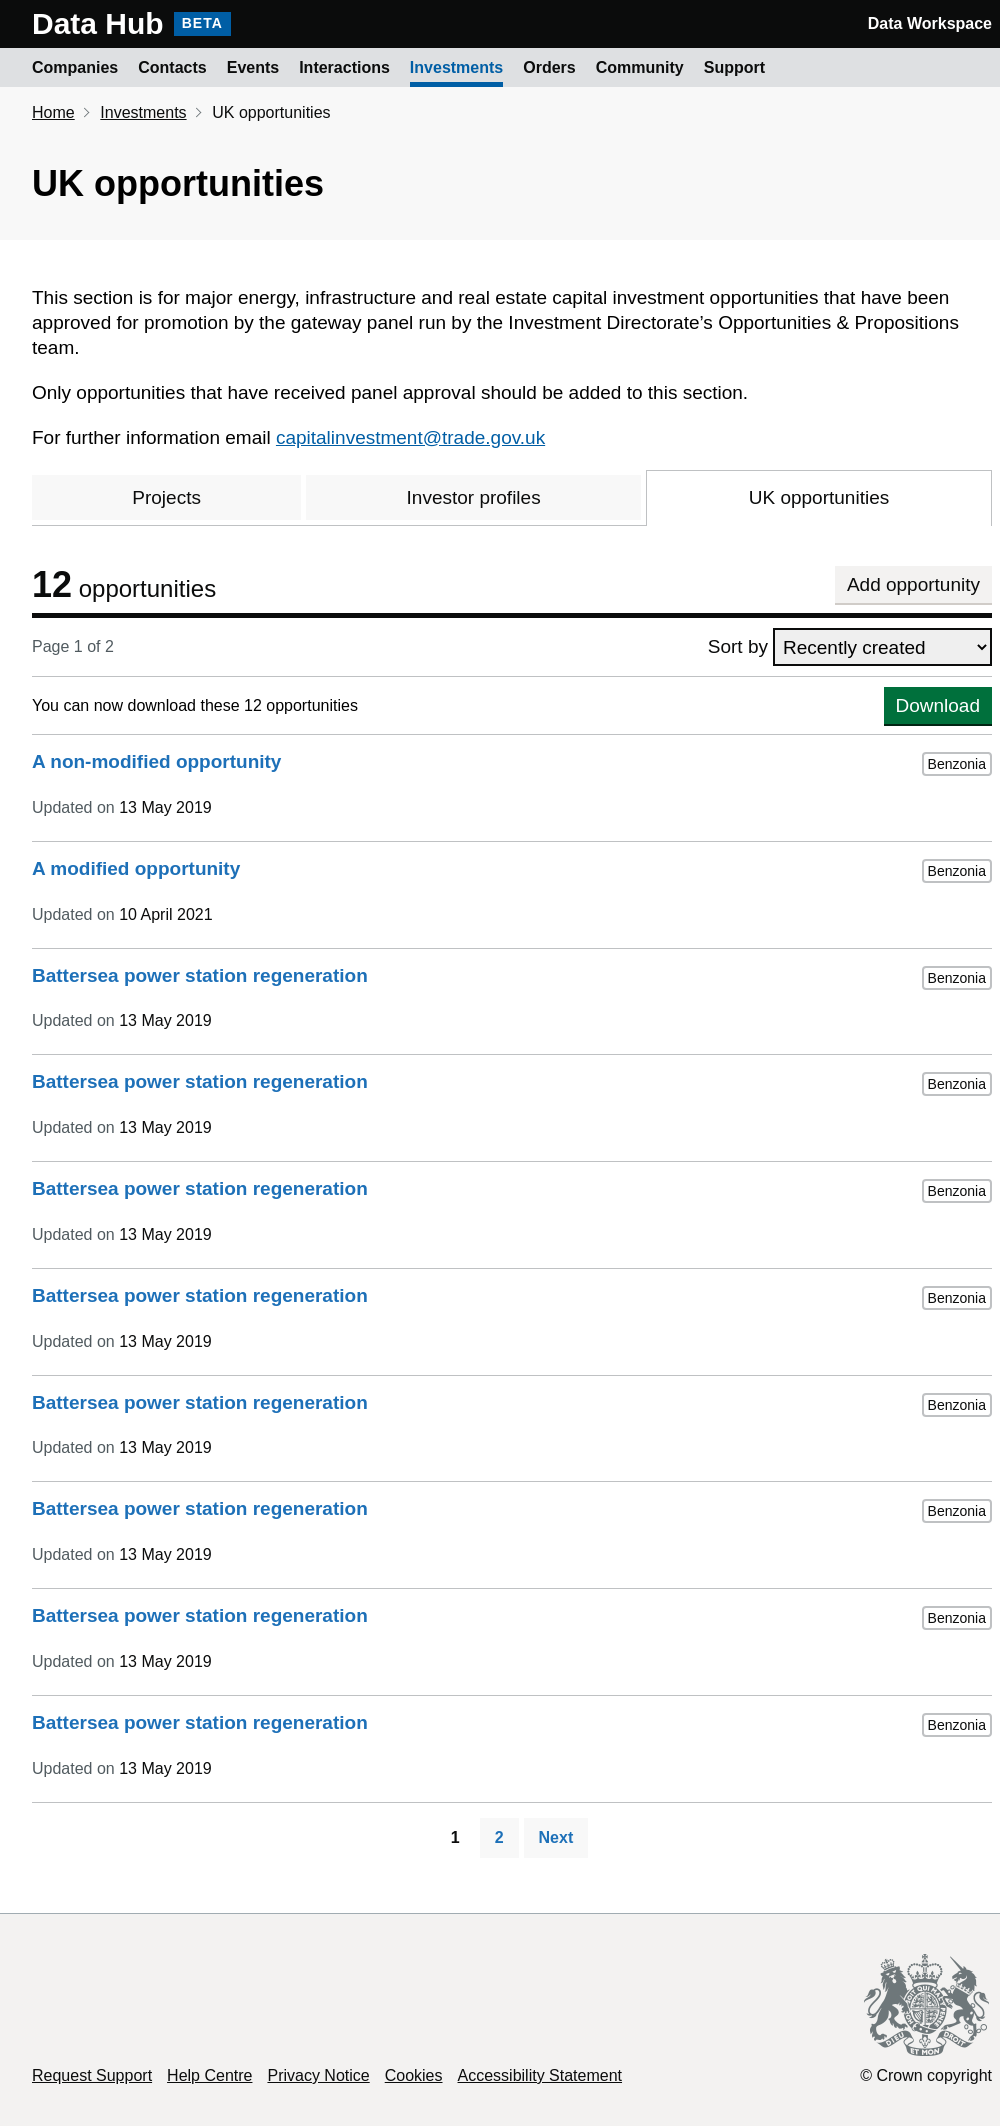 Data Hub BETA Data Workspace
Companies Contacts Events Interactions Investments Orders Community Support
Home Investments UK opportunities
UK opportunities
This section is for major energy, infrastructure and real estate capital investment opportunities that have been
approved for promotion by the gateway panel run by the Investment Directorate’s Opportunities & Propositions
team.
Only opportunities that have received panel approval should be added to this section.
For further information email capitalinvestment@trade.gov.uk
Projects Investor profiles UK opportunities
12 opportunities Add opportunity
Page 1 of 2 Sort by Recently created
You can now download these 12 opportunities Download
A non-modified opportunity Benzonia
Updated on 13 May 2019
A modified opportunity Benzonia
Updated on 10 April 2021
Battersea power station regeneration Benzonia
Updated on 13 May 2019
Battersea power station regeneration Benzonia
Updated on 13 May 2019
Battersea power station regeneration Benzonia
Updated on 13 May 2019
Battersea power station regeneration Benzonia
Updated on 13 May 2019
Battersea power station regeneration Benzonia
Updated on 13 May 2019
Battersea power station regeneration Benzonia
Updated on 13 May 2019
Battersea power station regeneration Benzonia
Updated on 13 May 2019
Battersea power station regeneration Benzonia
Updated on 13 May 2019
1 2 Next
DIEU ET MON DROIT
Request Support Help Centre Privacy Notice Cookies Accessibility Statement © Crown copyright